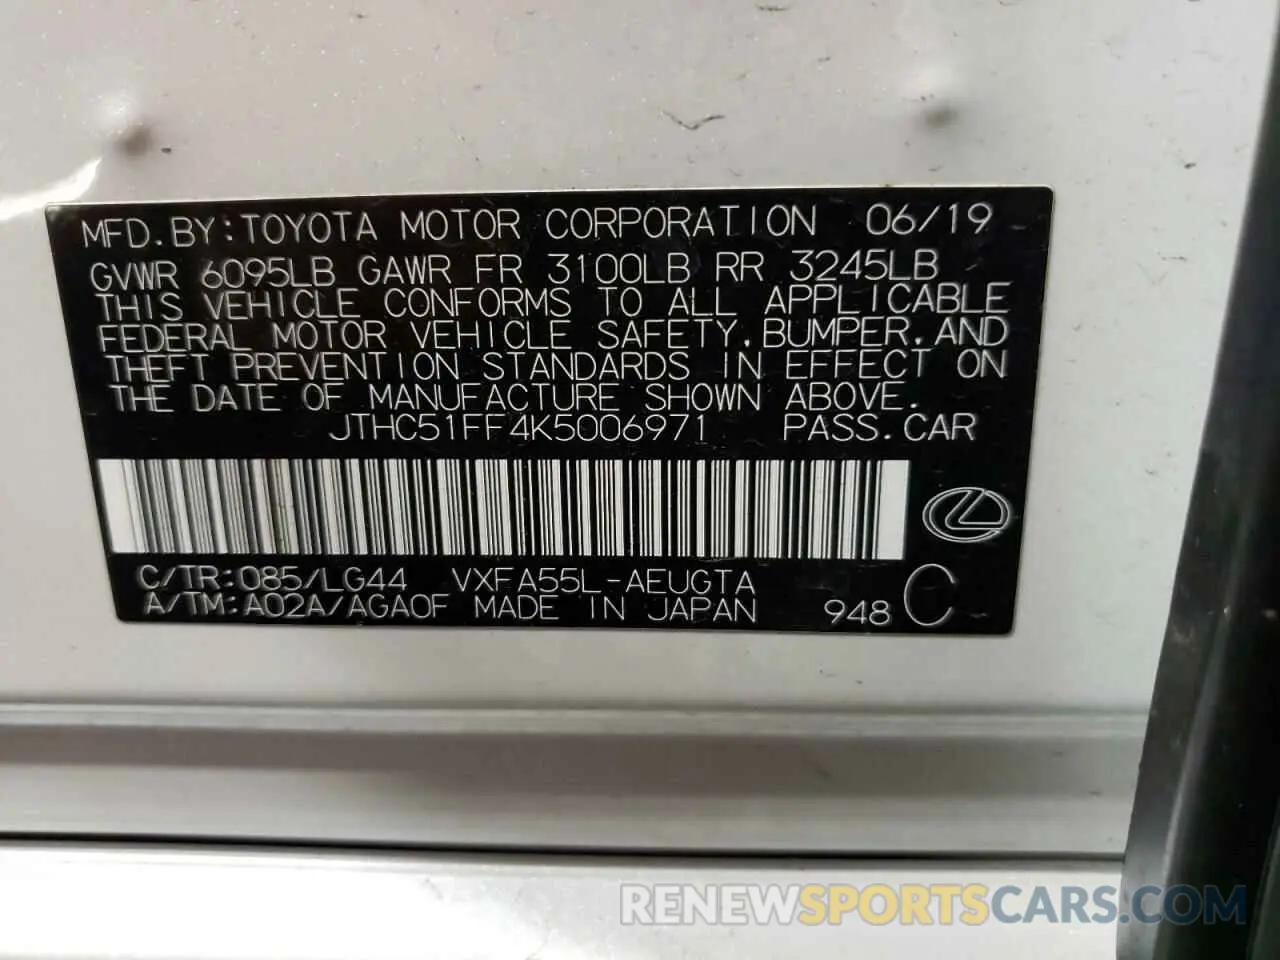 MFD.BY:TOYOTA MOTOR CORPORATION 06/19
GVWR 6095LB GAWR FR 3100LB RR 3245LB
THIS VEHICLE CONFORMS TO ALL APPLICABLE
FEDERAL MOTOR VEHICLE SAFETY,BUMPER,AND
THEFT PREVENTION STANDARDS IN EFFECT ON
THE DATE OF MANUFACTURE SHOWN ABOVE.
JTHC51FF4K5006971 PASS.CAR
C/TR:085/LG44 VXFA55L-AEUGTA
A/TM:A02A/AGA0F MADE IN JAPAN 948 C
RENEWSPORTSCARS.COM